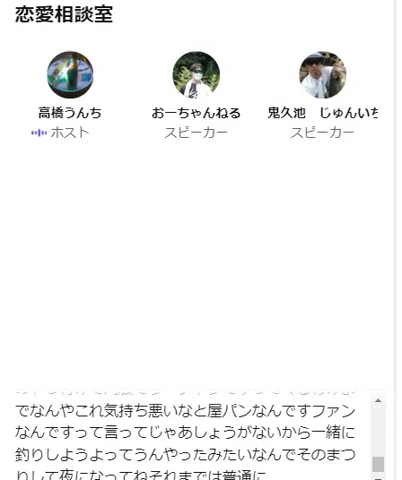 恋愛相談室
高橋うんち
おーちゃんねる
鬼久池　じゅんいち
ホスト
スピーカー
スピーカー
でなんやこれ気持ち悪いなと屋パンなんですファン
なんですって言ってじゃあしょうがないから一緒に
釣りしようよってうんやったみたいなんでそのまつ
りして夜になってねそれまでは普通に